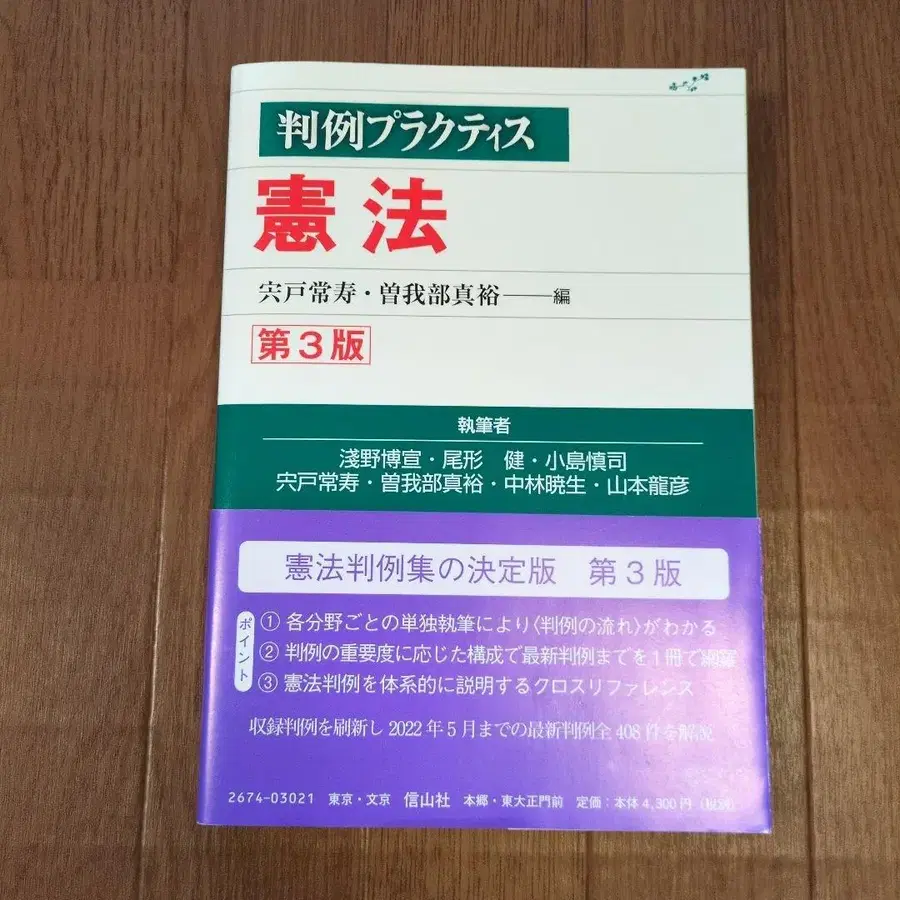 判例プラクティス
憲法
宍戸常寿・曽我部真裕――編
第3版
執筆者
淺野博宣・尾形 健・小島慎司
宍戸常寿・曽我部真裕・中林暁生・山本龍彦
憲法判例集の決定版 第3版
ポイント
① 各分野ごとの単独執筆により〈判例の流れ〉がわかる
② 判例の重要度に応じた構成で最新判例までを1冊で網羅
③ 憲法判例を体系的に説明するクロスリファレンス
収録判例を刷新し 2022年5月までの最新判例全408件を解説
2674-03021 東京・文京 信山社 本郷・東大正門前 定価:本体4,300円(税別)